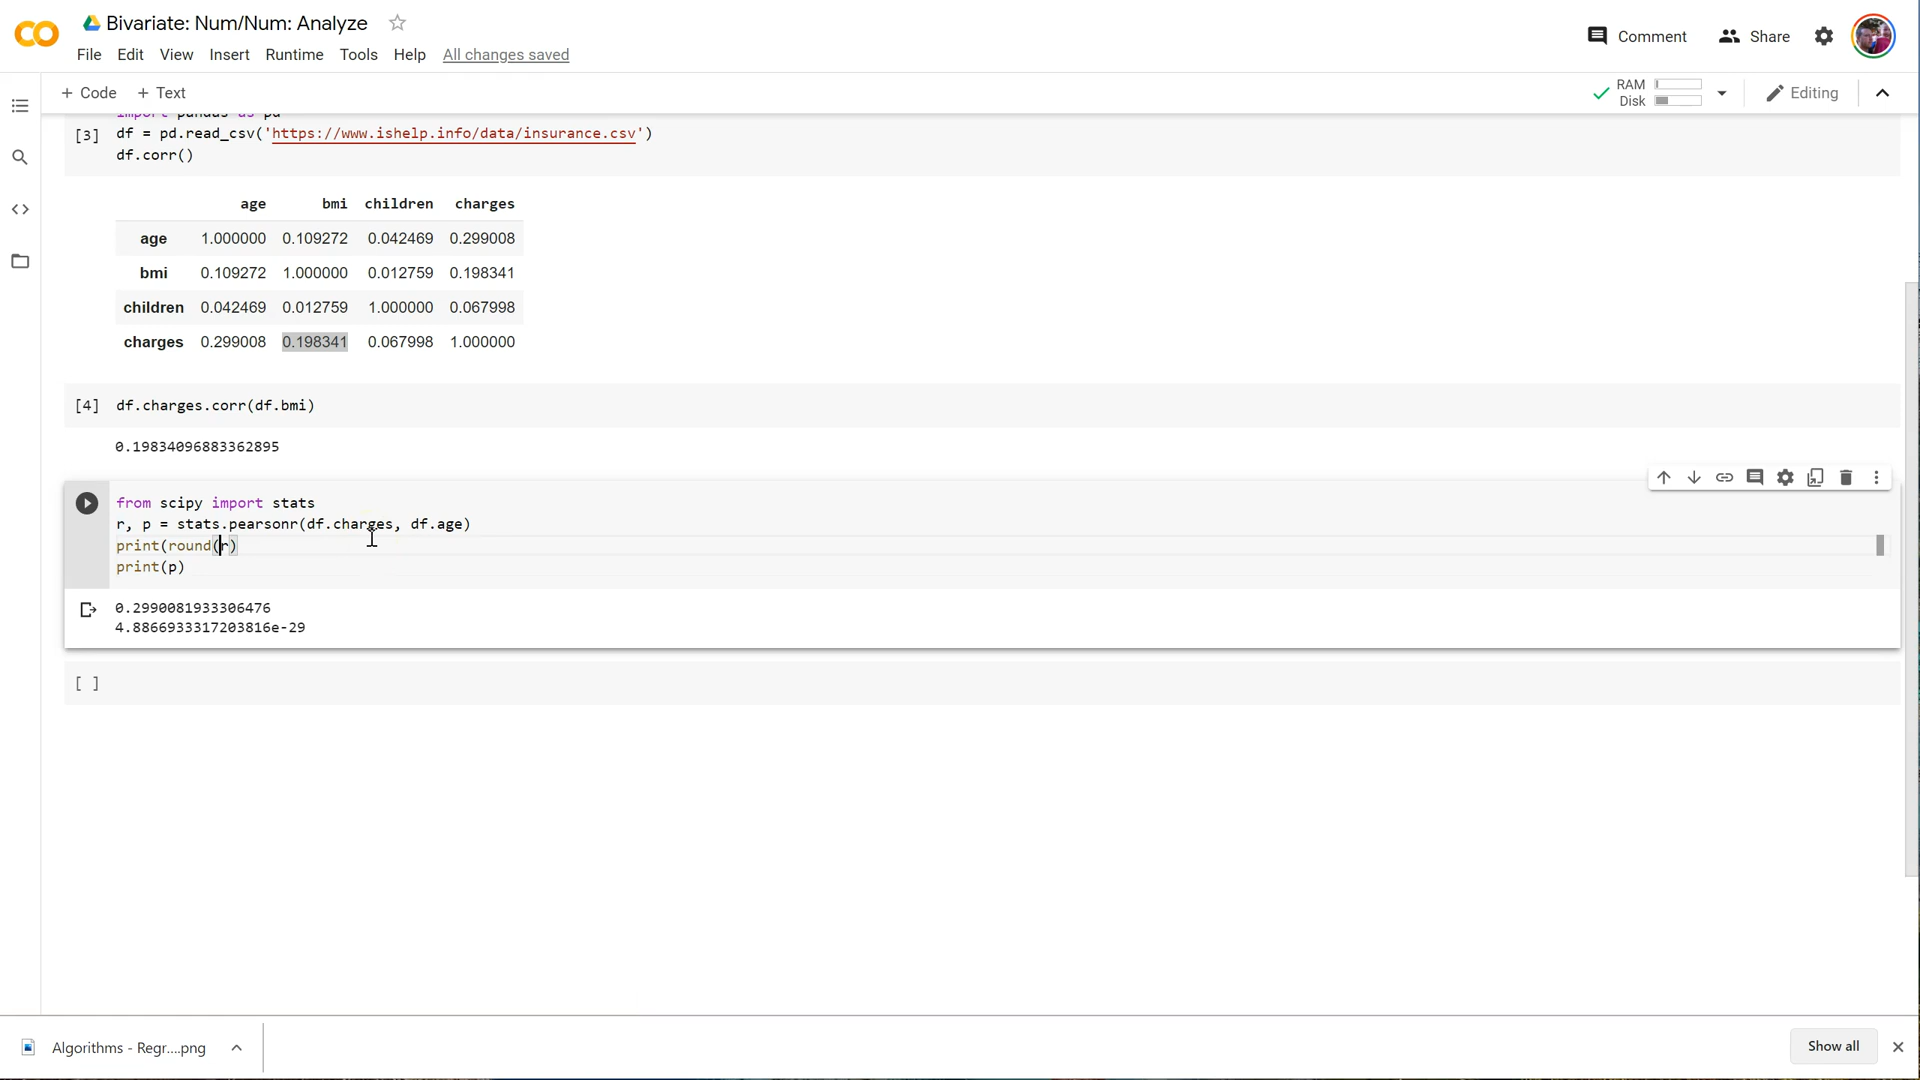 Bivariate: Num/Num: Analyze
File Edit View Insert Runtime Tools Help All changes saved
Comment Share
+ Code + Text
RAM
Disk
Editing
import pandas as pd
[3] df = pd.read_csv('https://www.ishelp.info/data/insurance.csv')
df.corr()
age bmi children charges
age 1.000000 0.109272 0.042469 0.299008
bmi 0.109272 1.000000 0.012759 0.198341
children 0.042469 0.012759 1.000000 0.067998
charges 0.299008 0.198341 0.067998 1.000000
[4] df.charges.corr(df.bmi)
0.19834096883362895
from scipy import stats
r, p = stats.pearsonr(df.charges, df.age)
print(round(r)
print(p)
0.2990081933306476
4.8866933317203816e-29
[ ]
Algorithms - Regr....png
Show all